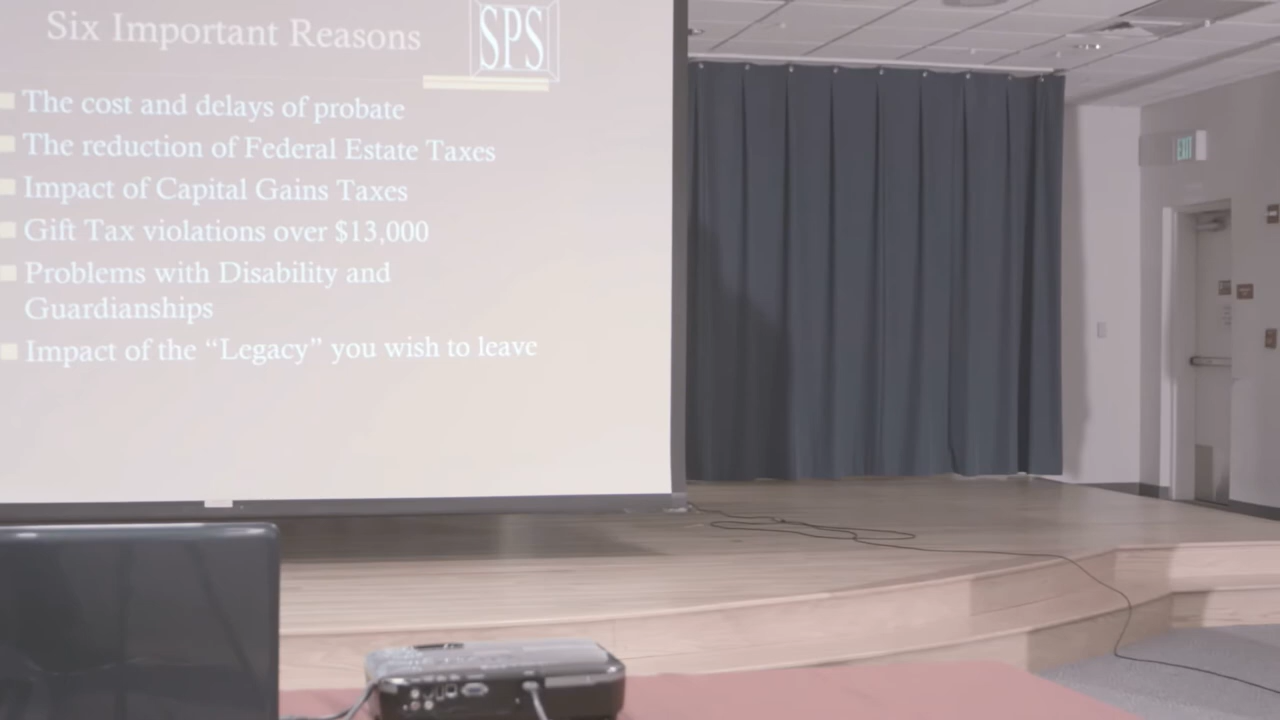 Six Important Reasons
SPS
The cost and delays of probate
The reduction of Federal Estate Taxes
Impact of Capital Gains Taxes
Gift Tax violations over $13,000
Problems with Disability and
Guardianships
Impact of the “Legacy” you wish to leave
EXIT